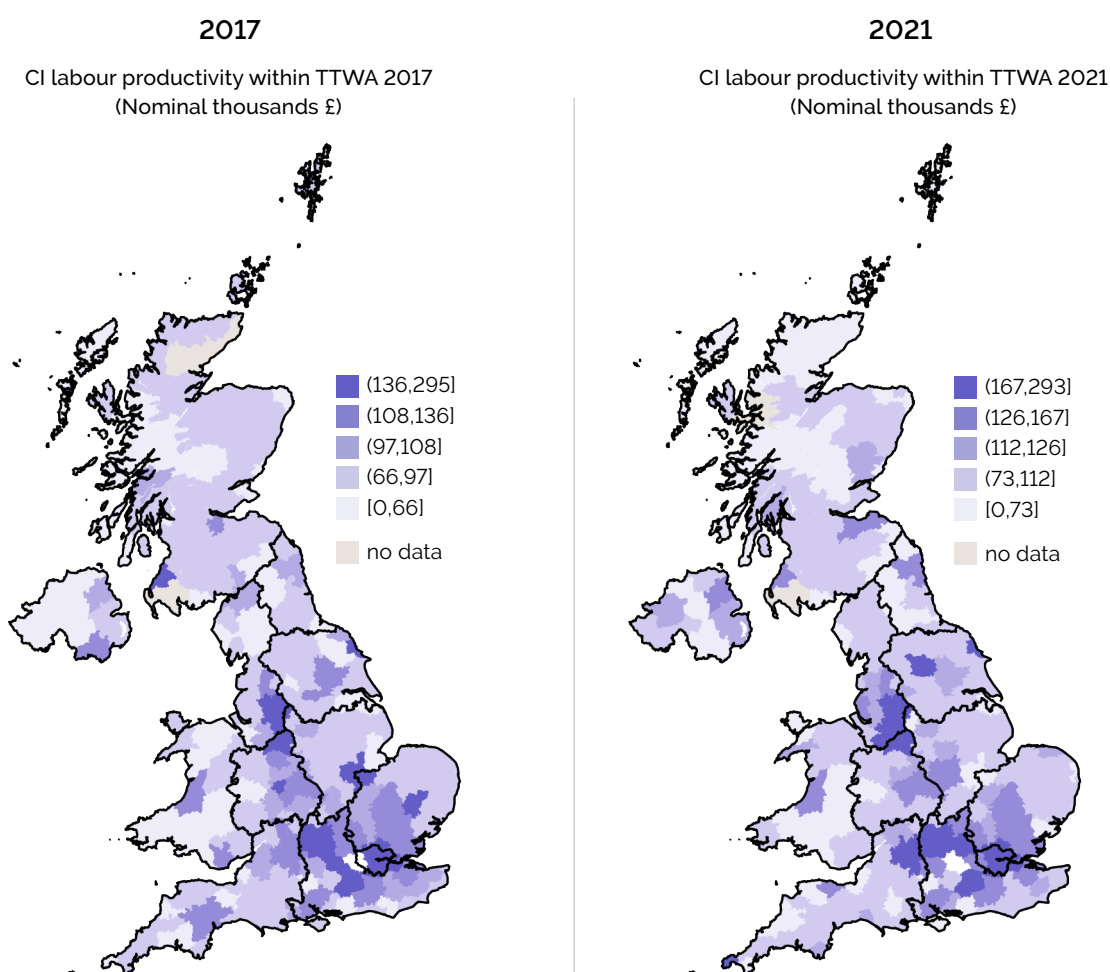 2017
CI labour productivity within TTWA 2017
(Nominal thousands £)
(136,295]
(108,136]
(97,108]
(66,97]
[0,66]
no data
2021
CI labour productivity within TTWA 2021
(Nominal thousands £)
(167,293]
(126,167]
(112,126]
(73,112]
[0,73]
no data